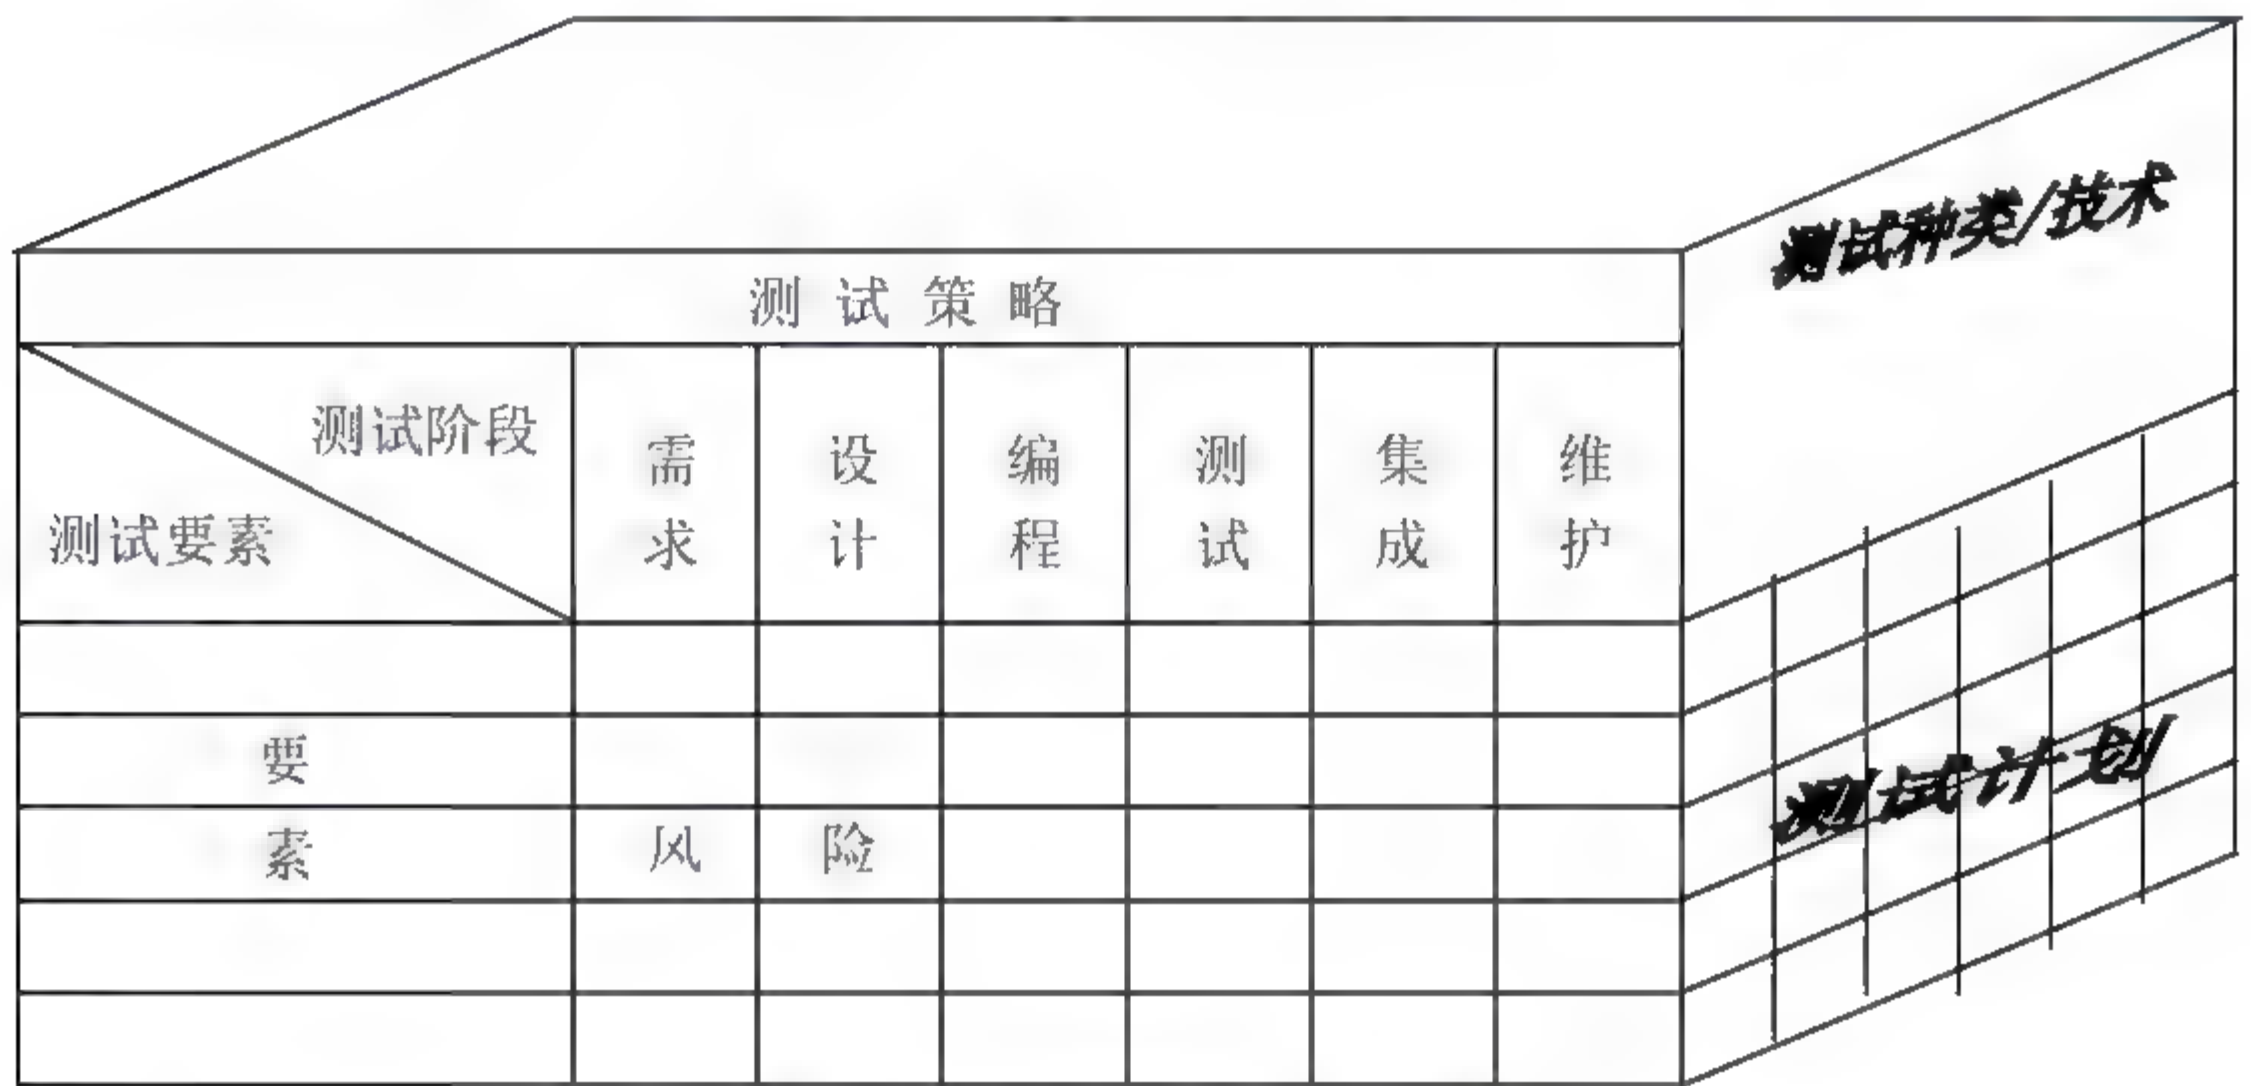 测试策略
测试阶段
测试要素
需求
设计
编程
测试
集成
维护
要素
风险
测试种类/技术
测试计划